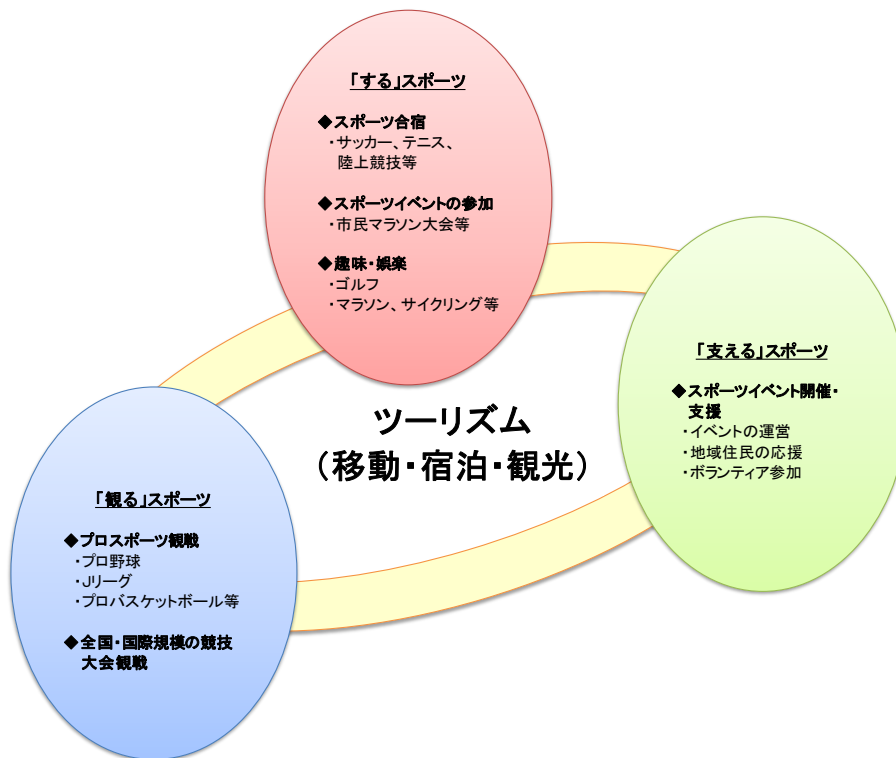 「する」スポーツ
◆スポーツ合宿
・サッカー、テニス、
陸上競技等
◆スポーツイベントの参加
・市民マラソン大会等
◆趣味・娯楽
・ゴルフ
・マラソン、サイクリング等
「支える」スポーツ
◆スポーツイベント開催・
支援
・イベントの運営
・地域住民の応援
・ボランティア参加
ツーリズム
（移動・宿泊・観光）
「観る」スポーツ
◆プロスポーツ観戦
・プロ野球
・Jリーグ
・プロバスケットボール等
◆全国・国際規模の競技
大会観戦